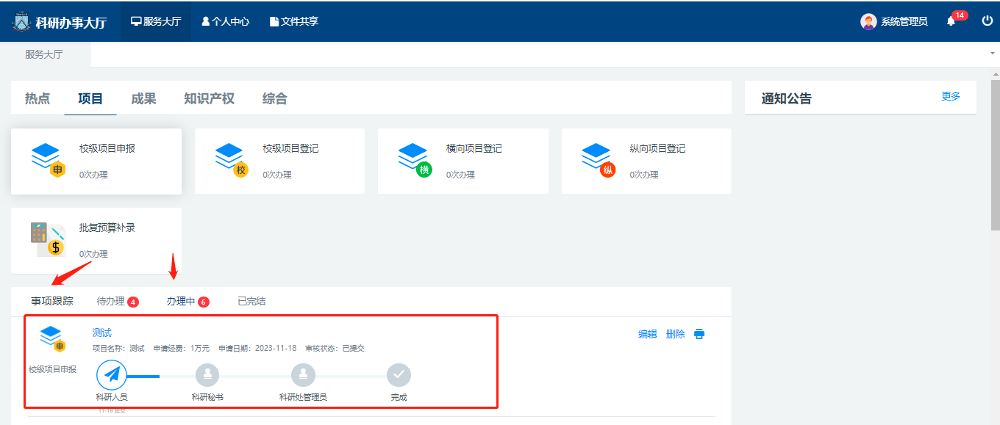 科研办事大厅 服务大厅 个人中心 文件共享 系统管理员 14
服务大厅
热点 项目 成果 知识产权 综合
通知公告 更多
校级项目申报
0次办理
申
校级项目登记
0次办理
校
横向项目登记
0次办理
横
纵向项目登记
0次办理
纵
批复预算补录
0次办理
$
事项跟踪 待办理 4 办理中 6 已完结
申
校级项目申报
测试
编辑 删除
项目名称：测试 申请经费：1万元 申请日期：2023-11-18 审核状态：已提交
科研人员 科研秘书 科研处管理员 完成
11-18 提交